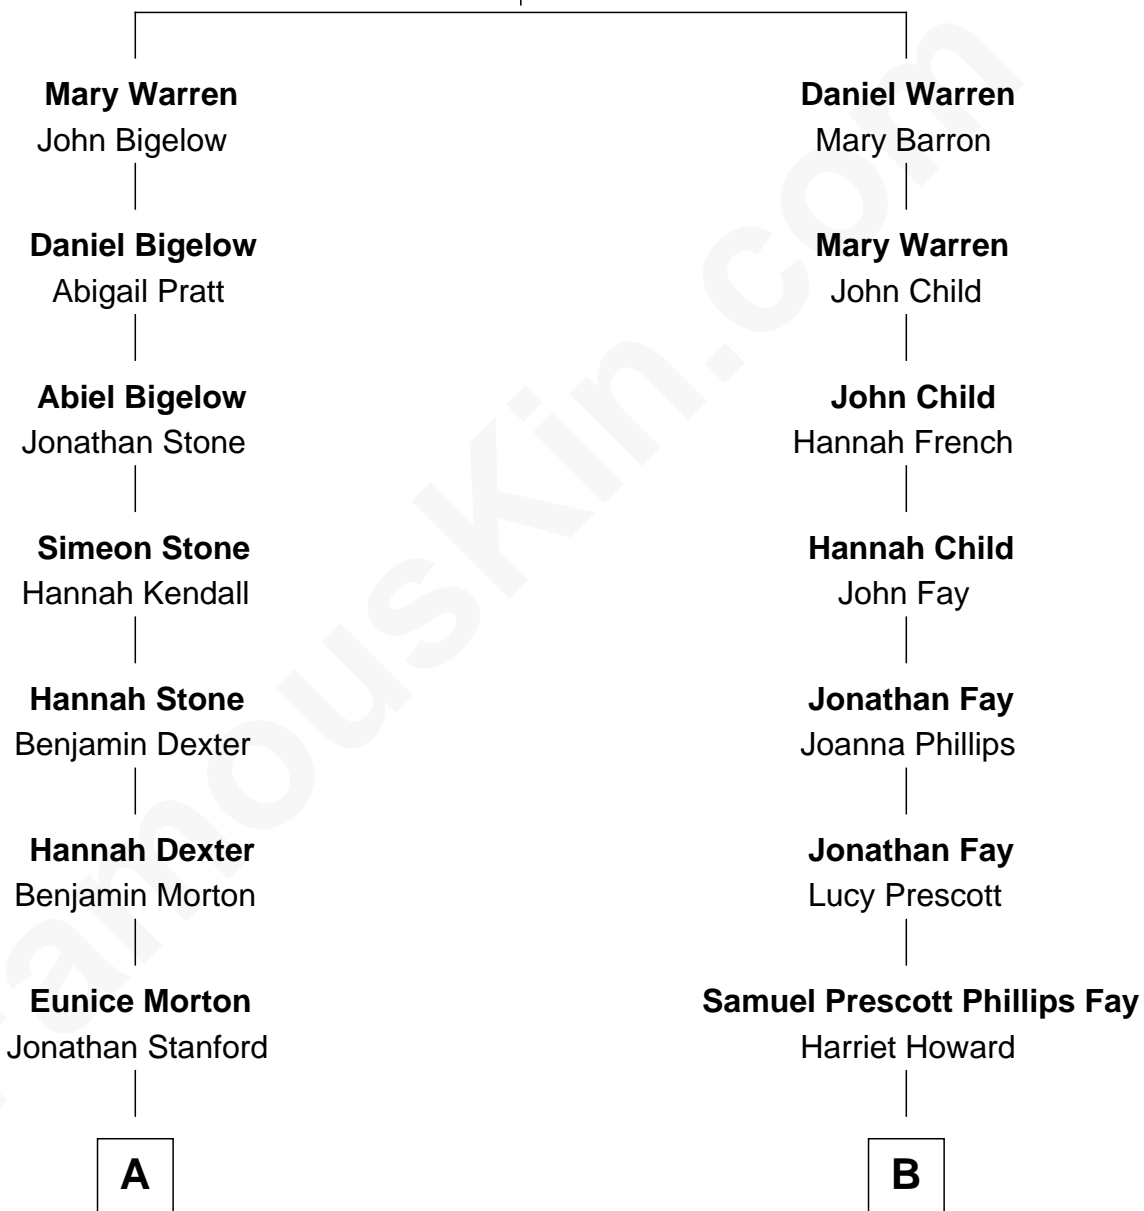 Mary Warren
John Bigelow
Daniel Bigelow
Abigail Pratt
Abiel Bigelow
Jonathan Stone
Simeon Stone
Hannah Kendall
Hannah Stone
Benjamin Dexter
Hannah Dexter
Benjamin Morton
Eunice Morton
Jonathan Stanford
A
Daniel Warren
Mary Barron
Mary Warren
John Child
John Child
Hannah French
Hannah Child
John Fay
Jonathan Fay
Joanna Phillips
Jonathan Fay
Lucy Prescott
Samuel Prescott Phillips Fay
Harriet Howard
B
famouskin.com